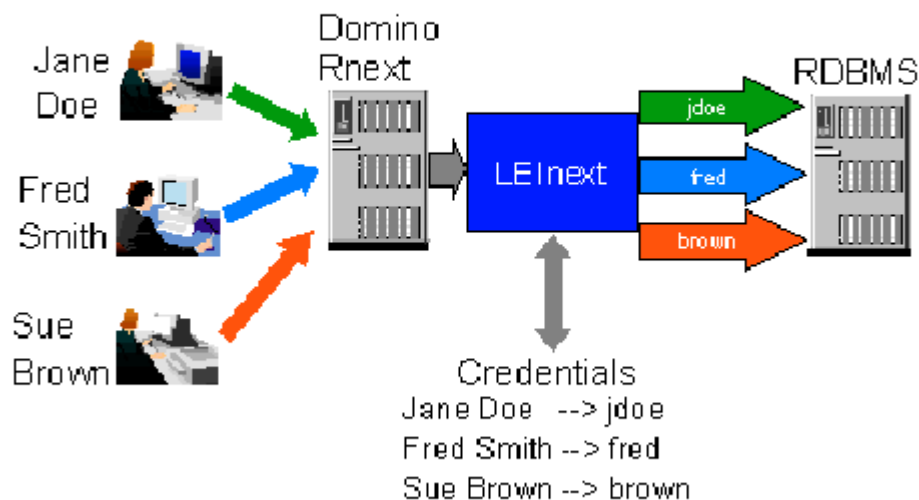 Jane
Doe
Domino
Rnext
RDBMS
jdoe
LEInext
fred
Fred
Smith
brown
Sue
Brown
Credentials
Jane Doe --> jdoe
Fred Smith --> fred
Sue Brown --> brown